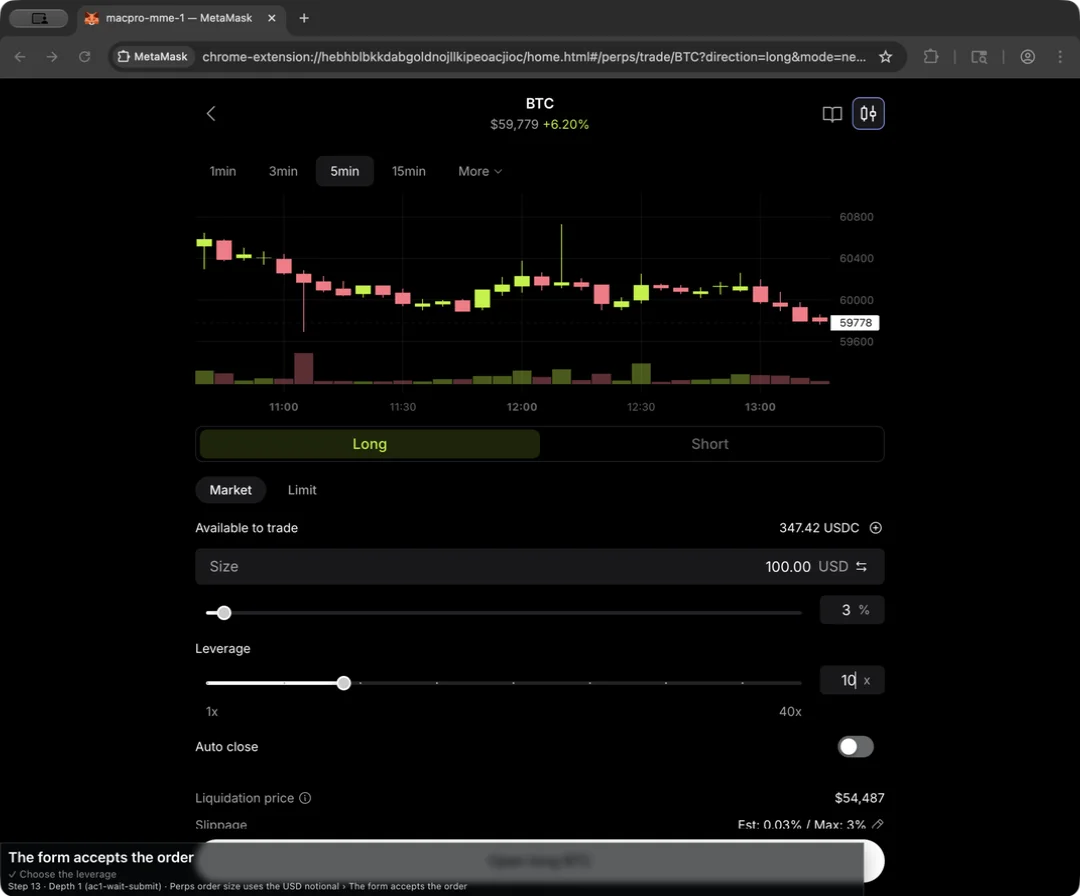 macpro-mme-1 — MetaMask
MetaMask
chrome-extension://hebhhlbkkdabgoldnojllkipeoacjioc/home.html#/perps/trade/BTC?direction=long&mode=ne...
BTC
$59,779 +6.20%
1min 3min 5min 15min More
60800
60400
60000
59778
59600
11:00 11:30 12:00 12:30 13:00
Long Short
Market Limit
Available to trade 347.42 USDC
Size 100.00 USD
3 %
Leverage
10 x
1x 40x
Auto close
Liquidation price $54,487
Slippage Est: 0.03% / Max: 3%
The form accepts the order
Open long BTC
✓ Choose the leverage
Step 13 · Depth 1 (ac1-wait-submit) · Perps order size uses the USD notional › The form accepts the order